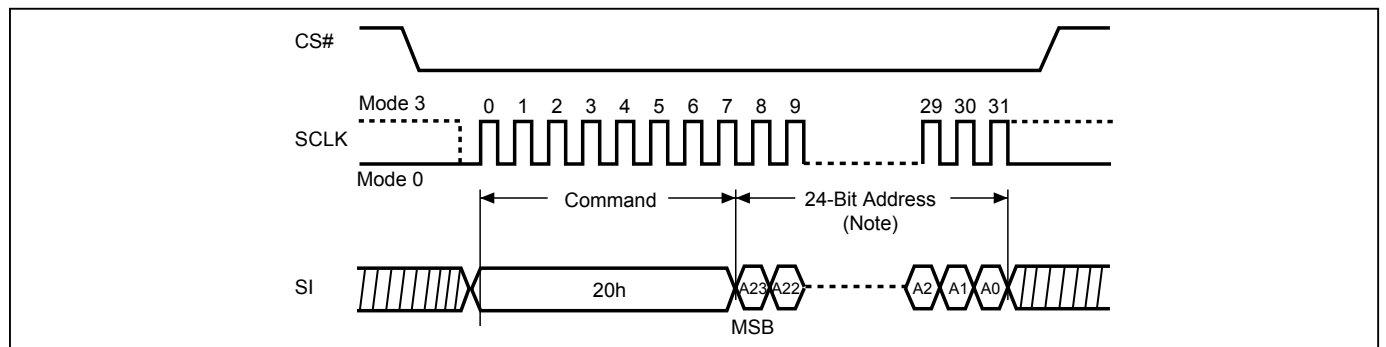 CS#
Mode 3
0 1 2 3 4 5 6 7 8 9 29 30 31
SCLK
Mode 0
Command
24-Bit Address
(Note)
SI
20h
A23 A22 A2 A1 A0
MSB